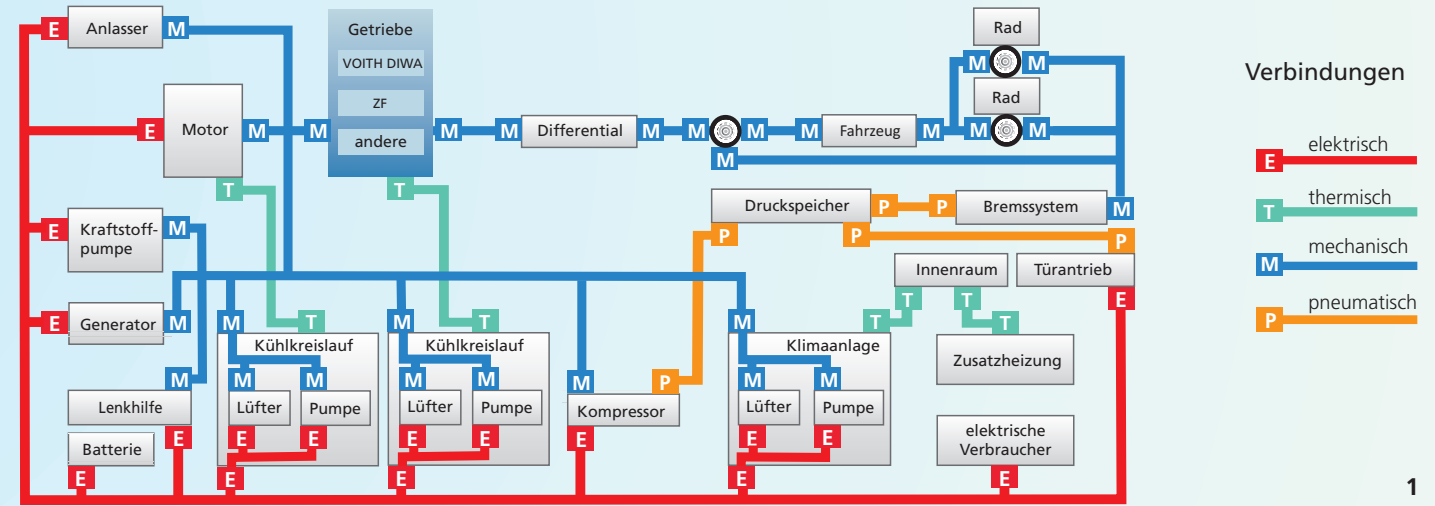 E Anlasser M
Getriebe
VOITH DIWA
ZF
andere
E Motor M
T
M
M
T
M Differential M
M M
M
M Fahrzeug M
Rad
M M
Rad
M M
Verbindungen
E elektrisch
T thermisch
M mechanisch
P pneumatisch
E Kraftstoff-
pumpe M
E Generator M
M
Lenkhilfe
E
Batterie
E
M T
Kühlkreislauf
M M
Lüfter Pumpe
E E
E
M T
Kühlkreislauf
M M
Lüfter Pumpe
E E
E
M P
Kompressor
E
Druckspeicher P
P P
P Bremssystem M
P
Türantrieb
E
Innenraum
T T
M T
Klimaanlage
M M
Lüfter Pumpe
E E
E
T
Zusatzheizung
elektrische
Verbraucher
E
1